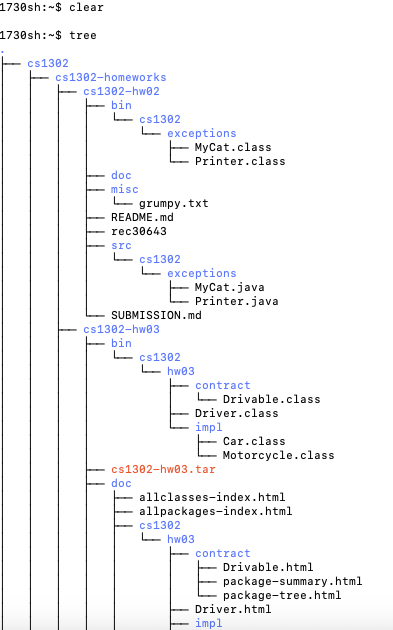 1730sh:~$ clear
1730sh:~$ tree
.
├── cs1302
│   ├── cs1302-homeworks
│   │   ├── cs1302-hw02
│   │   │   ├── bin
│   │   │   │   └── cs1302
│   │   │   │       └── exceptions
│   │   │   │           ├── MyCat.class
│   │   │   │           └── Printer.class
│   │   │   ├── doc
│   │   │   ├── misc
│   │   │   │   └── grumpy.txt
│   │   │   ├── README.md
│   │   │   ├── rec30643
│   │   │   ├── src
│   │   │   │   └── cs1302
│   │   │   │       └── exceptions
│   │   │   │           ├── MyCat.java
│   │   │   │           └── Printer.java
│   │   │   └── SUBMISSION.md
│   │   ├── cs1302-hw03
│   │   │   ├── bin
│   │   │   │   └── cs1302
│   │   │   │       └── hw03
│   │   │   │           ├── contract
│   │   │   │           │   └── Drivable.class
│   │   │   │           ├── Driver.class
│   │   │   │           └── impl
│   │   │   │               ├── Car.class
│   │   │   │               └── Motorcycle.class
│   │   │   ├── cs1302-hw03.tar
│   │   │   ├── doc
│   │   │   │   ├── allclasses-index.html
│   │   │   │   ├── allpackages-index.html
│   │   │   │   ├── cs1302
│   │   │   │   │   └── hw03
│   │   │   │   │       ├── contract
│   │   │   │   │       │   ├── Drivable.html
│   │   │   │   │       │   ├── package-summary.html
│   │   │   │   │       │   └── package-tree.html
│   │   │   │   │       ├── Driver.html
│   │   │   │   │       ├── impl